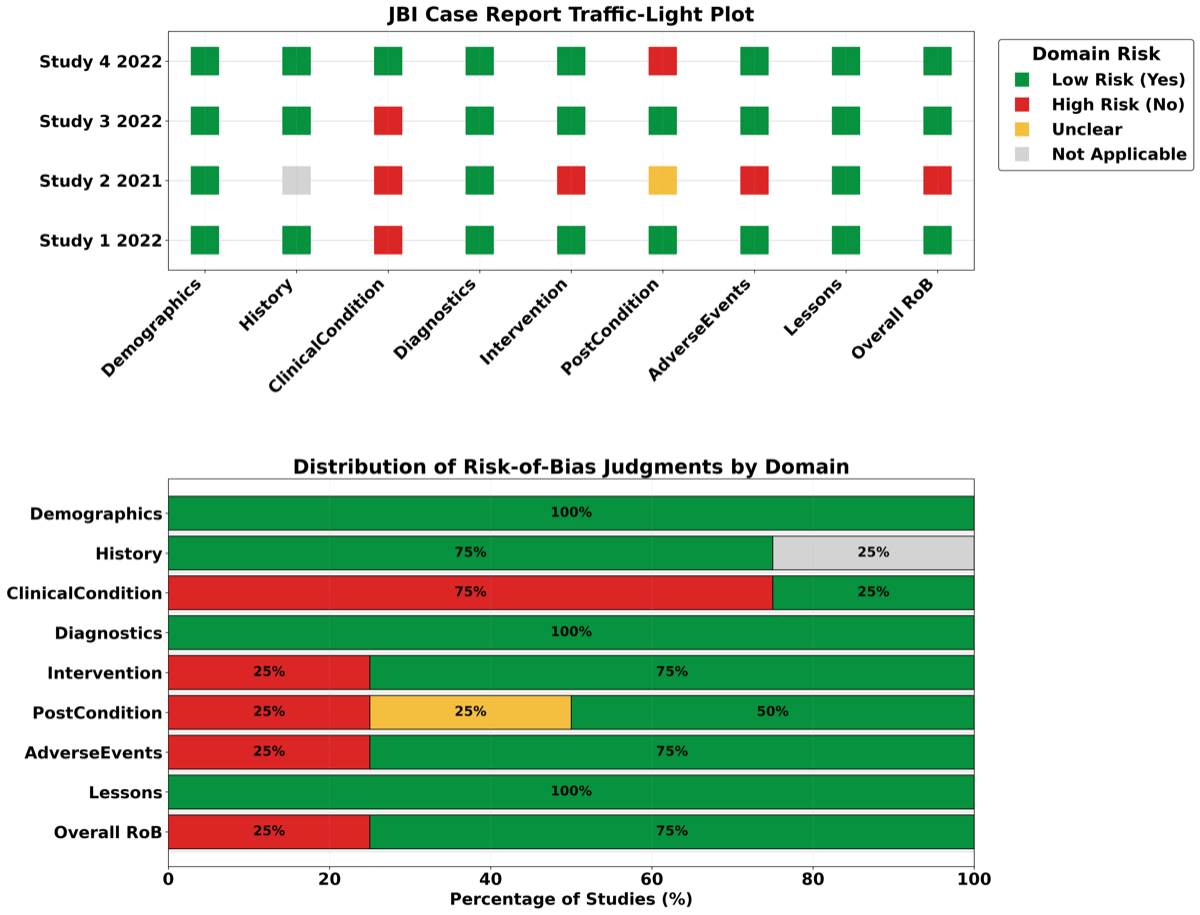 JBI Case Report Traffic-Light Plot
Study 4 2022
Study 3 2022
Study 2 2021
Study 1 2022
Demographics
History
ClinicalCondition
Diagnostics
Intervention
PostCondition
AdverseEvents
Lessons
Overall RoB
Domain Risk
Low Risk (Yes)
High Risk (No)
Unclear
Not Applicable
Distribution of Risk-of-Bias Judgments by Domain
Demographics 100%
History 75% 25%
ClinicalCondition 75% 25%
Diagnostics 100%
Intervention 25% 75%
PostCondition 25% 25% 50%
AdverseEvents 25% 75%
Lessons 100%
Overall RoB 25% 75%
0 20 40 60 80 100
Percentage of Studies (%)